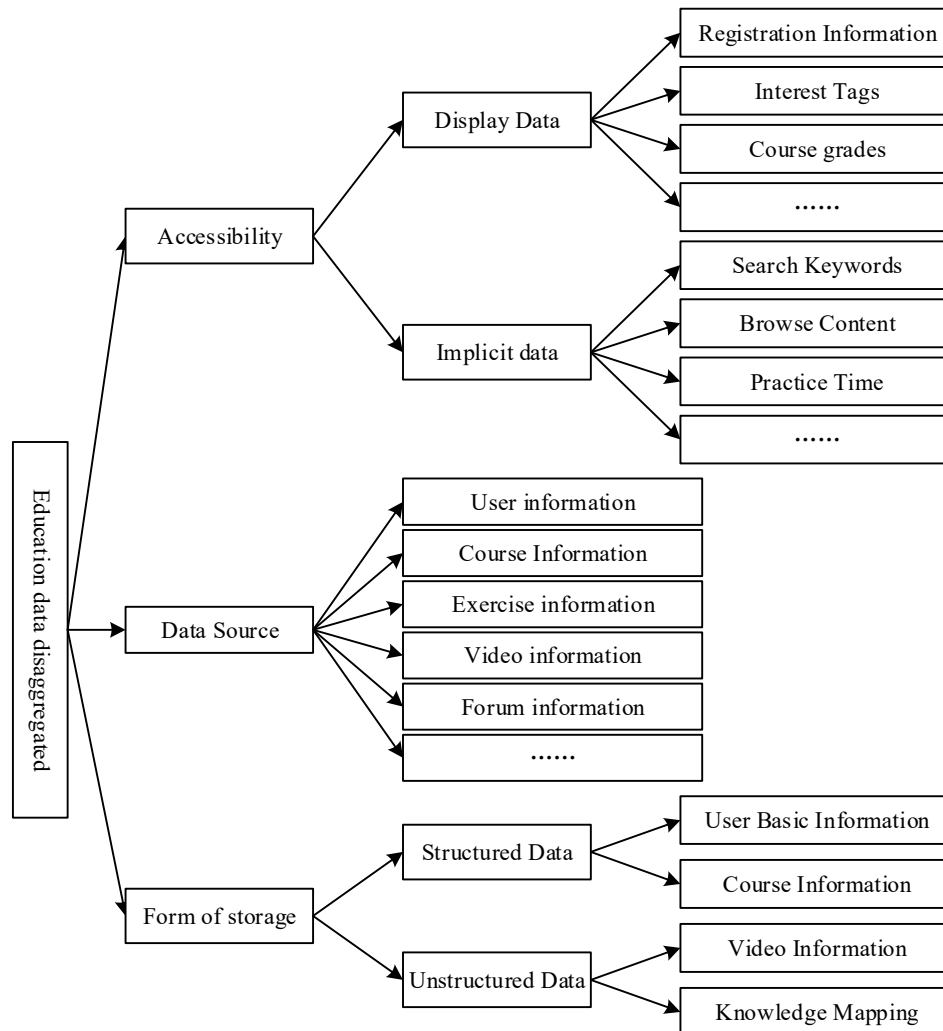 Education data disaggregated
Accessibility
Display Data
Registration Information
Interest Tags
Course grades
······
Implicit data
Search Keywords
Browse Content
Practice Time
······
Data Source
User information
Course Information
Exercise information
Video information
Forum information
······
Form of storage
Structured Data
User Basic Information
Course Information
Unstructured Data
Video Information
Knowledge Mapping